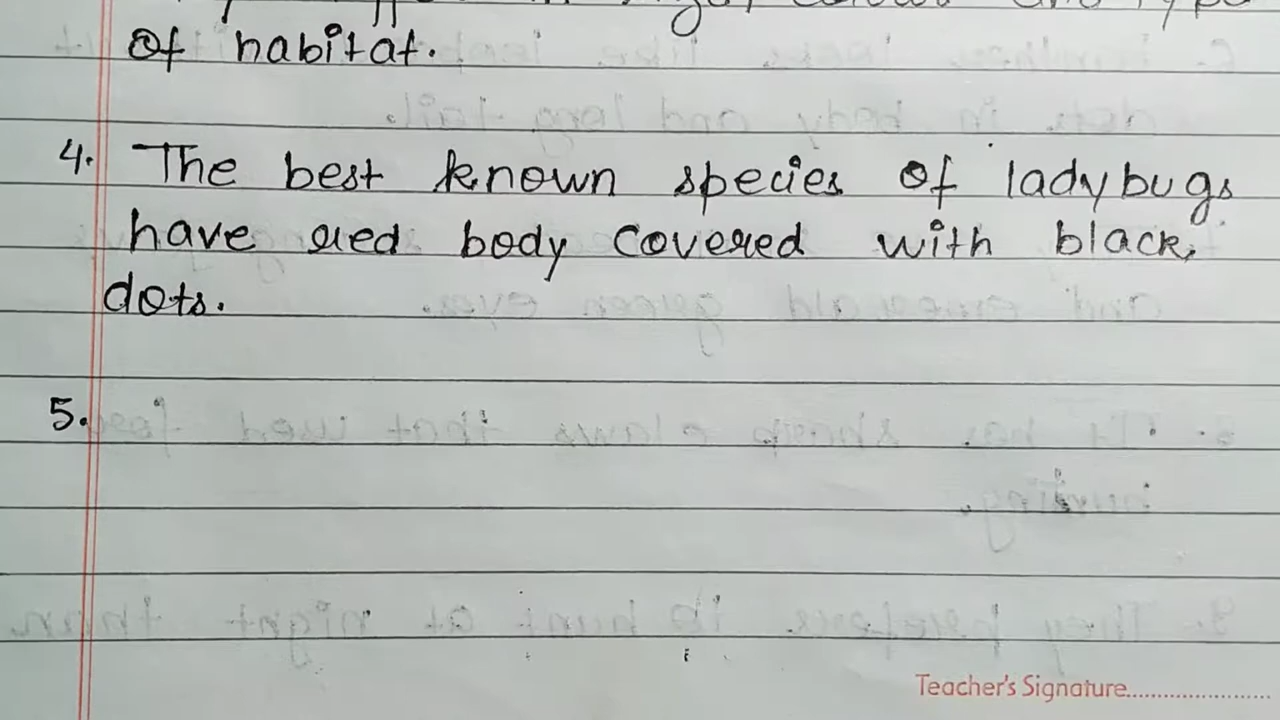 of habitat.
4. The best known species of ladybugs
have red body covered with black
dots.
5.
Teacher's Signature........................